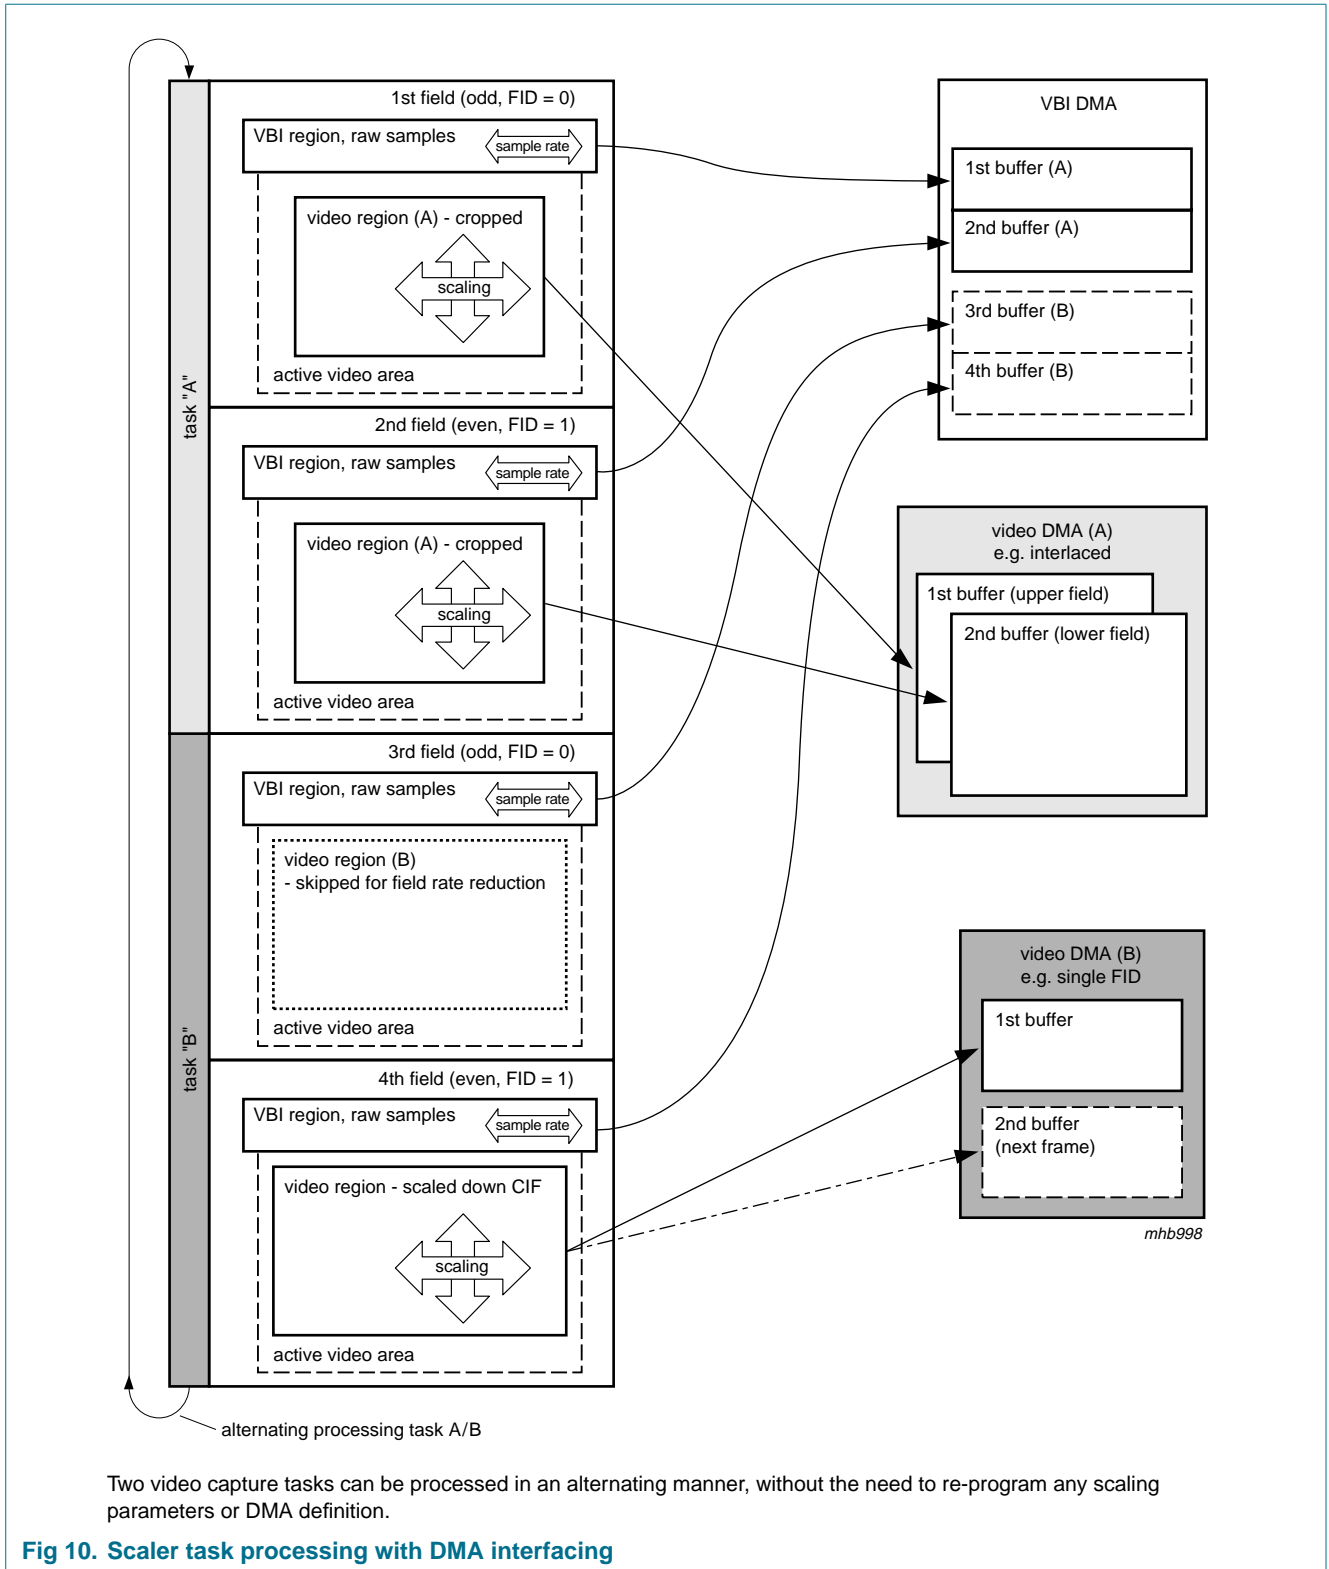 task "A"
1st field (odd, FID = 0)
VBI region, raw samples
sample rate
video region (A) - cropped
scaling
active video area
2nd field (even, FID = 1)
VBI region, raw samples
sample rate
video region (A) - cropped
scaling
active video area
task "B"
3rd field (odd, FID = 0)
VBI region, raw samples
sample rate
video region (B)
- skipped for field rate reduction
active video area
4th field (even, FID = 1)
VBI region, raw samples
sample rate
video region - scaled down CIF
scaling
active video area
alternating processing task A/B
VBI DMA
1st buffer (A)
2nd buffer (A)
3rd buffer (B)
4th buffer (B)
video DMA (A)
e.g. interlaced
1st buffer (upper field)
2nd buffer (lower field)
video DMA (B)
e.g. single FID
1st buffer
2nd buffer
(next frame)
mhb998
Two video capture tasks can be processed in an alternating manner, without the need to re-program any scaling
parameters or DMA definition.
Fig 10. Scaler task processing with DMA interfacing